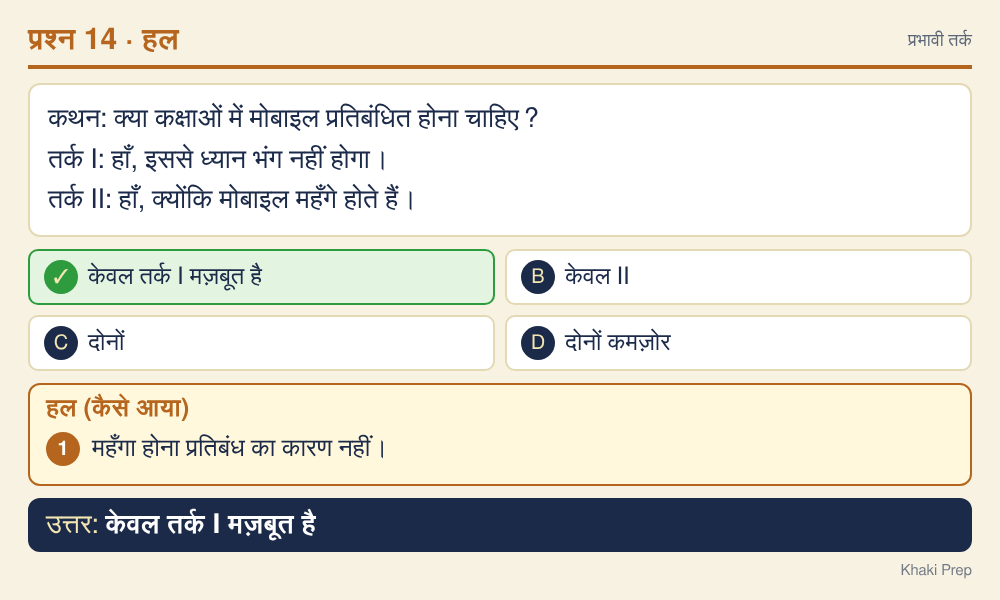 प्रश्न 14 · हल
प्रभावी तर्क
कथन: क्या कक्षाओं में मोबाइल प्रतिबंधित होना चाहिए ?
तर्क I: हाँ, इससे ध्यान भंग नहीं होगा।
तर्क II: हाँ, क्योंकि मोबाइल महँगे होते हैं।
✓ केवल तर्क I मज़बूत है
B केवल II
C दोनों
D दोनों कमज़ोर
हल (कैसे आया)
1 महँगा होना प्रतिबंध का कारण नहीं।
उत्तर: केवल तर्क I मज़बूत है
Khaki Prep